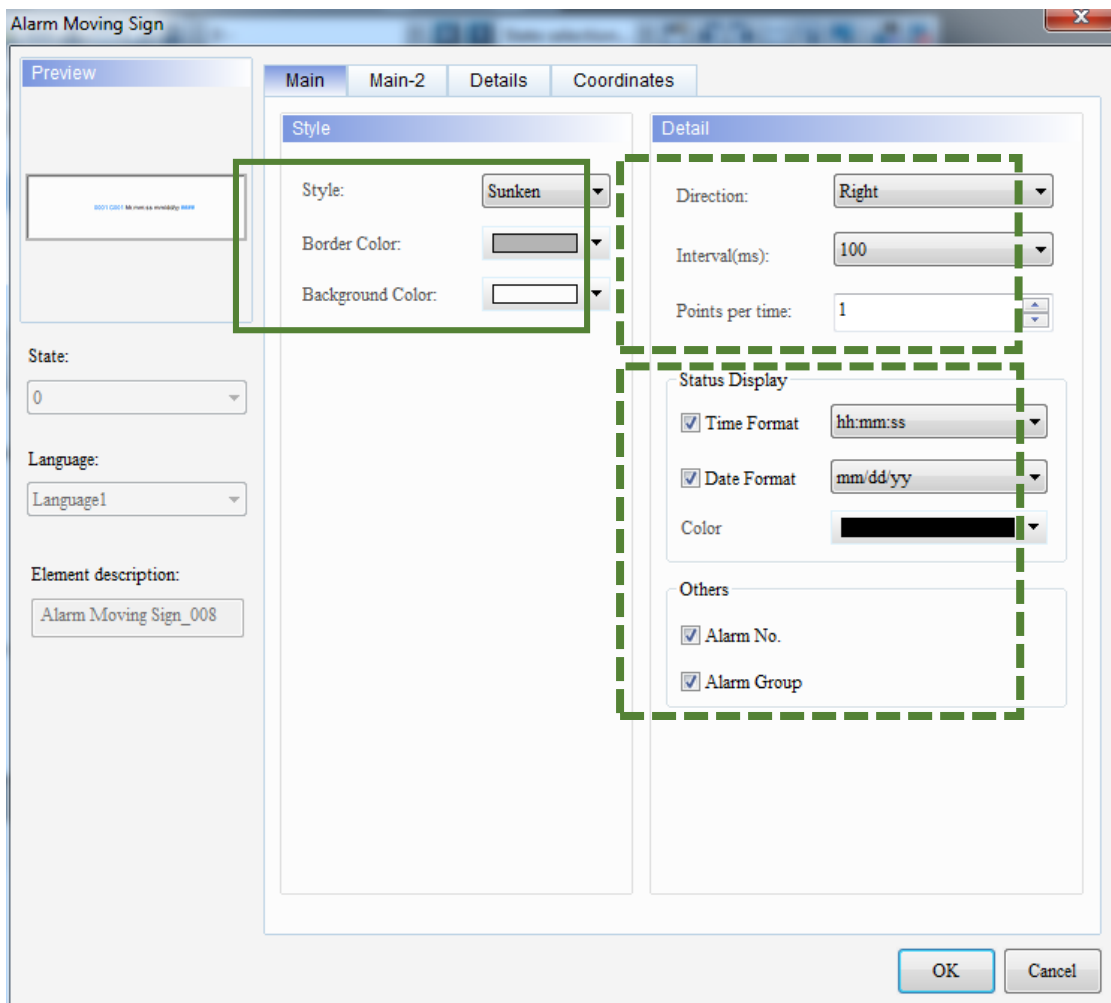 Alarm Moving Sign
Preview
Main Main-2 Details Coordinates
Style
Style: Sunken
Border Color:
Background Color:
Detail
Direction: Right
Interval(ms): 100
Points per time: 1
Status Display
Time Format hh:mm:ss
Date Format mm/dd/yy
Color
Others
Alarm No.
Alarm Group
State:
0
Language:
Language1
Element description:
Alarm Moving Sign_008
OK Cancel